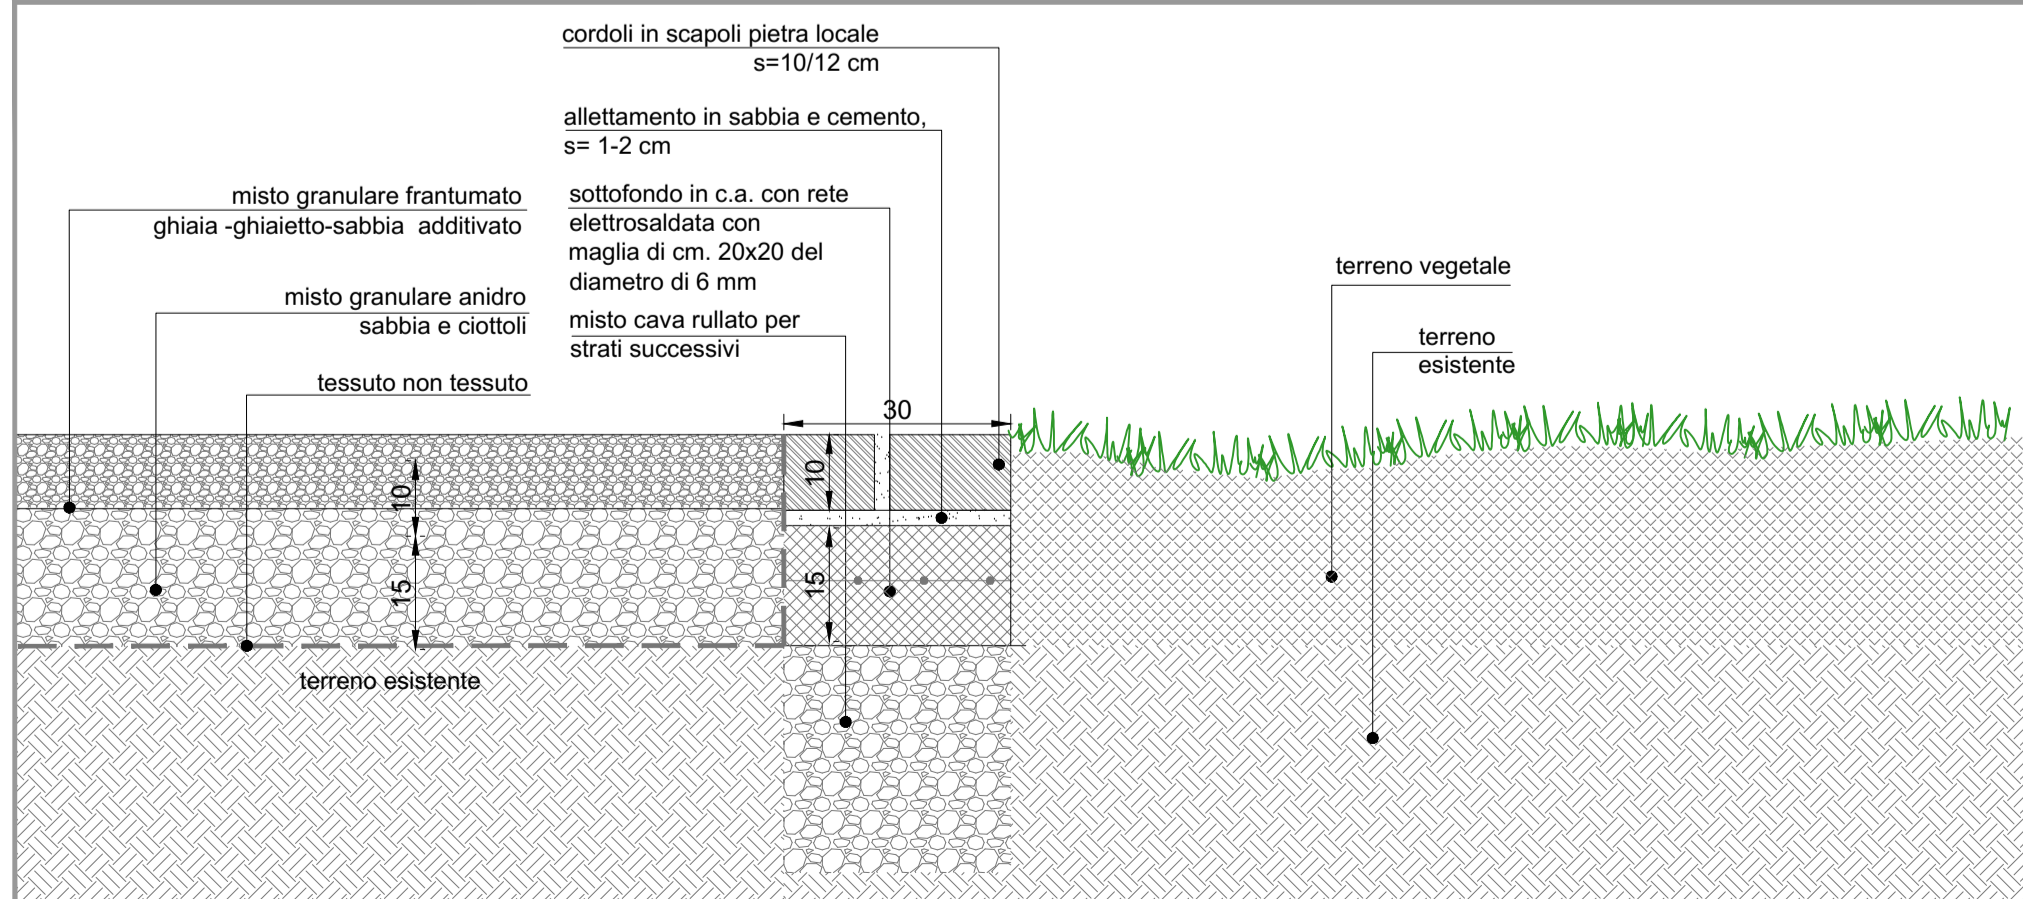 cordoli in scapoli pietra locale
s=10/12 cm
allettamento in sabbia e cemento,
s= 1-2 cm
misto granulare frantumato
ghiaia -ghiaietto-sabbia additivato
sottofondo in c.a. con rete
elettrosaldata con
maglia di cm. 20x20 del
diametro di 6 mm
misto granulare anidro
sabbia e ciottoli
misto cava rullato per
strati successivi
tessuto non tessuto
terreno vegetale
terreno
esistente
30
10
10
15
15
terreno esistente